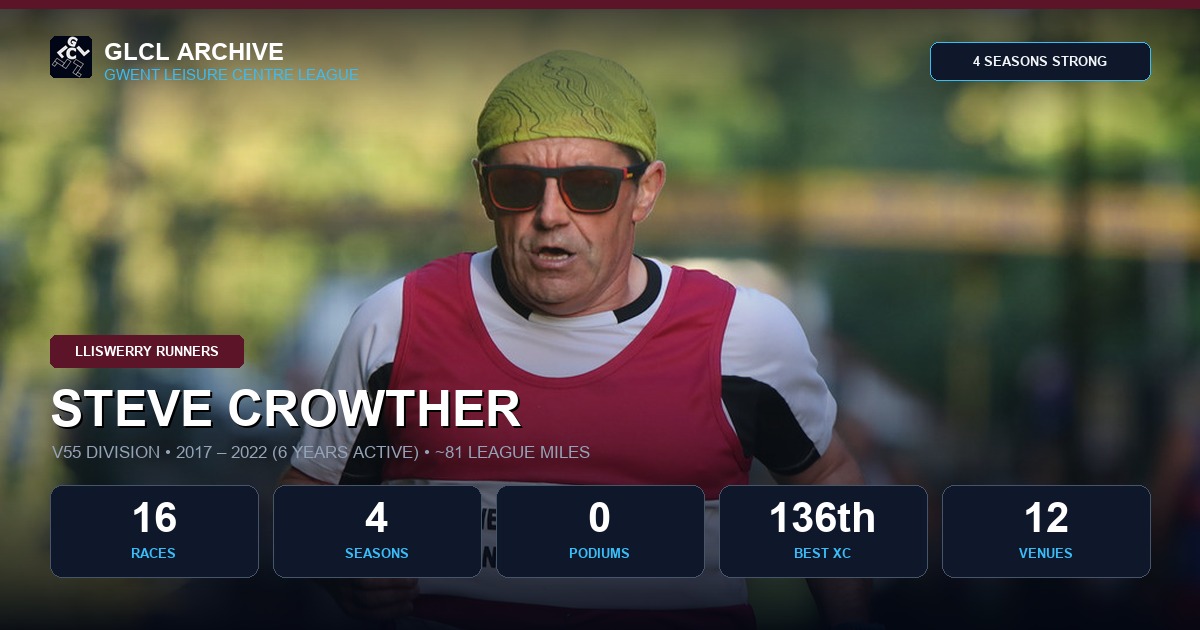 GLCL ARCHIVE
GWENT LEISURE CENTRE LEAGUE
4 SEASONS STRONG
LLISWERRY RUNNERS
STEVE CROWTHER
V55 DIVISION • 2017 – 2022 (6 YEARS ACTIVE) • ~81 LEAGUE MILES
16
RACES
4
SEASONS
0
PODIUMS
136th
BEST XC
12
VENUES